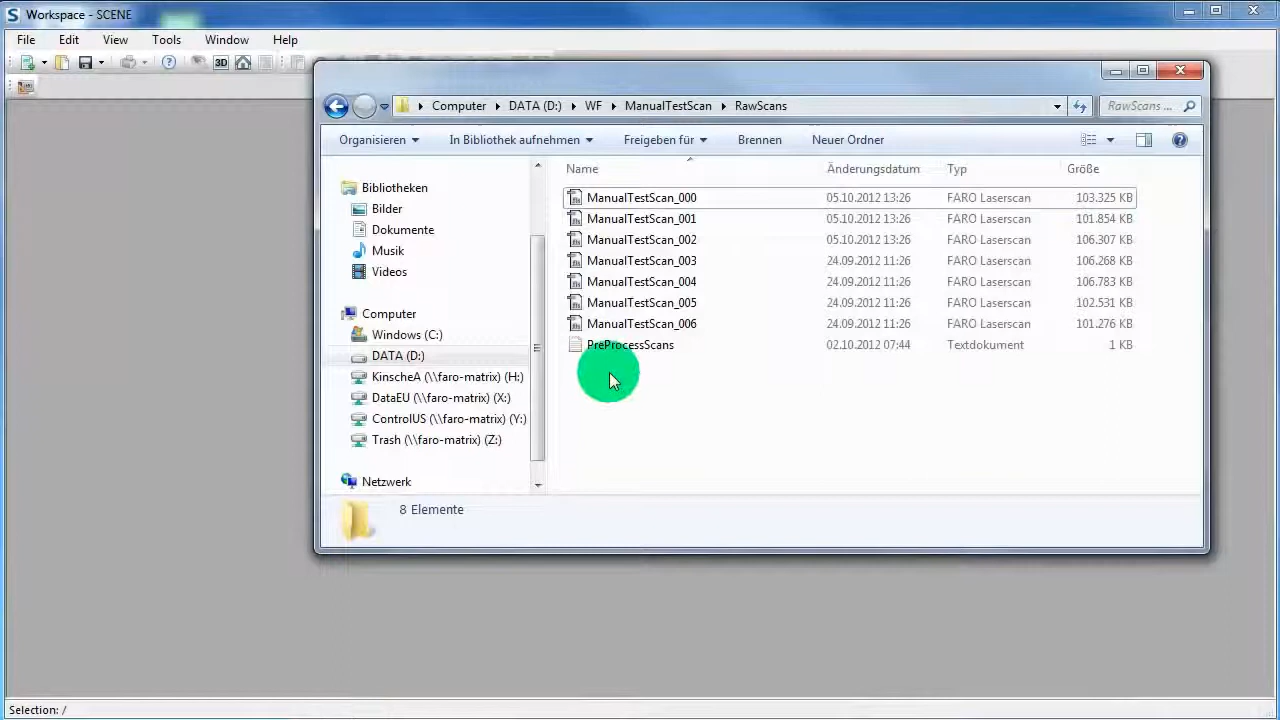 Workspace - SCENE
File Edit View Tools Window Help
3D
Computer DATA (D:) WF ManualTestScan RawScans
RawScans ...
Organisieren In Bibliothek aufnehmen Freigeben für Brennen Neuer Ordner
Name Änderungsdatum Typ Größe
Bibliotheken
Bilder
Dokumente
Musik
Videos
Computer
Windows (C:)
DATA (D:)
KinscheA (\\faro-matrix) (H:)
DataEU (\\faro-matrix) (X:)
ControlUS (\\faro-matrix) (Y:)
Trash (\\faro-matrix) (Z:)
Netzwerk
ManualTestScan_000 05.10.2012 13:26 FARO Laserscan 103.325 KB
ManualTestScan_001 05.10.2012 13:26 FARO Laserscan 101.854 KB
ManualTestScan_002 05.10.2012 13:26 FARO Laserscan 106.307 KB
ManualTestScan_003 24.09.2012 11:26 FARO Laserscan 106.268 KB
ManualTestScan_004 24.09.2012 11:26 FARO Laserscan 106.783 KB
ManualTestScan_005 24.09.2012 11:26 FARO Laserscan 102.531 KB
ManualTestScan_006 24.09.2012 11:26 FARO Laserscan 101.276 KB
PreProcessScans 02.10.2012 07:44 Textdokument 1 KB
8 Elemente
Selection: /